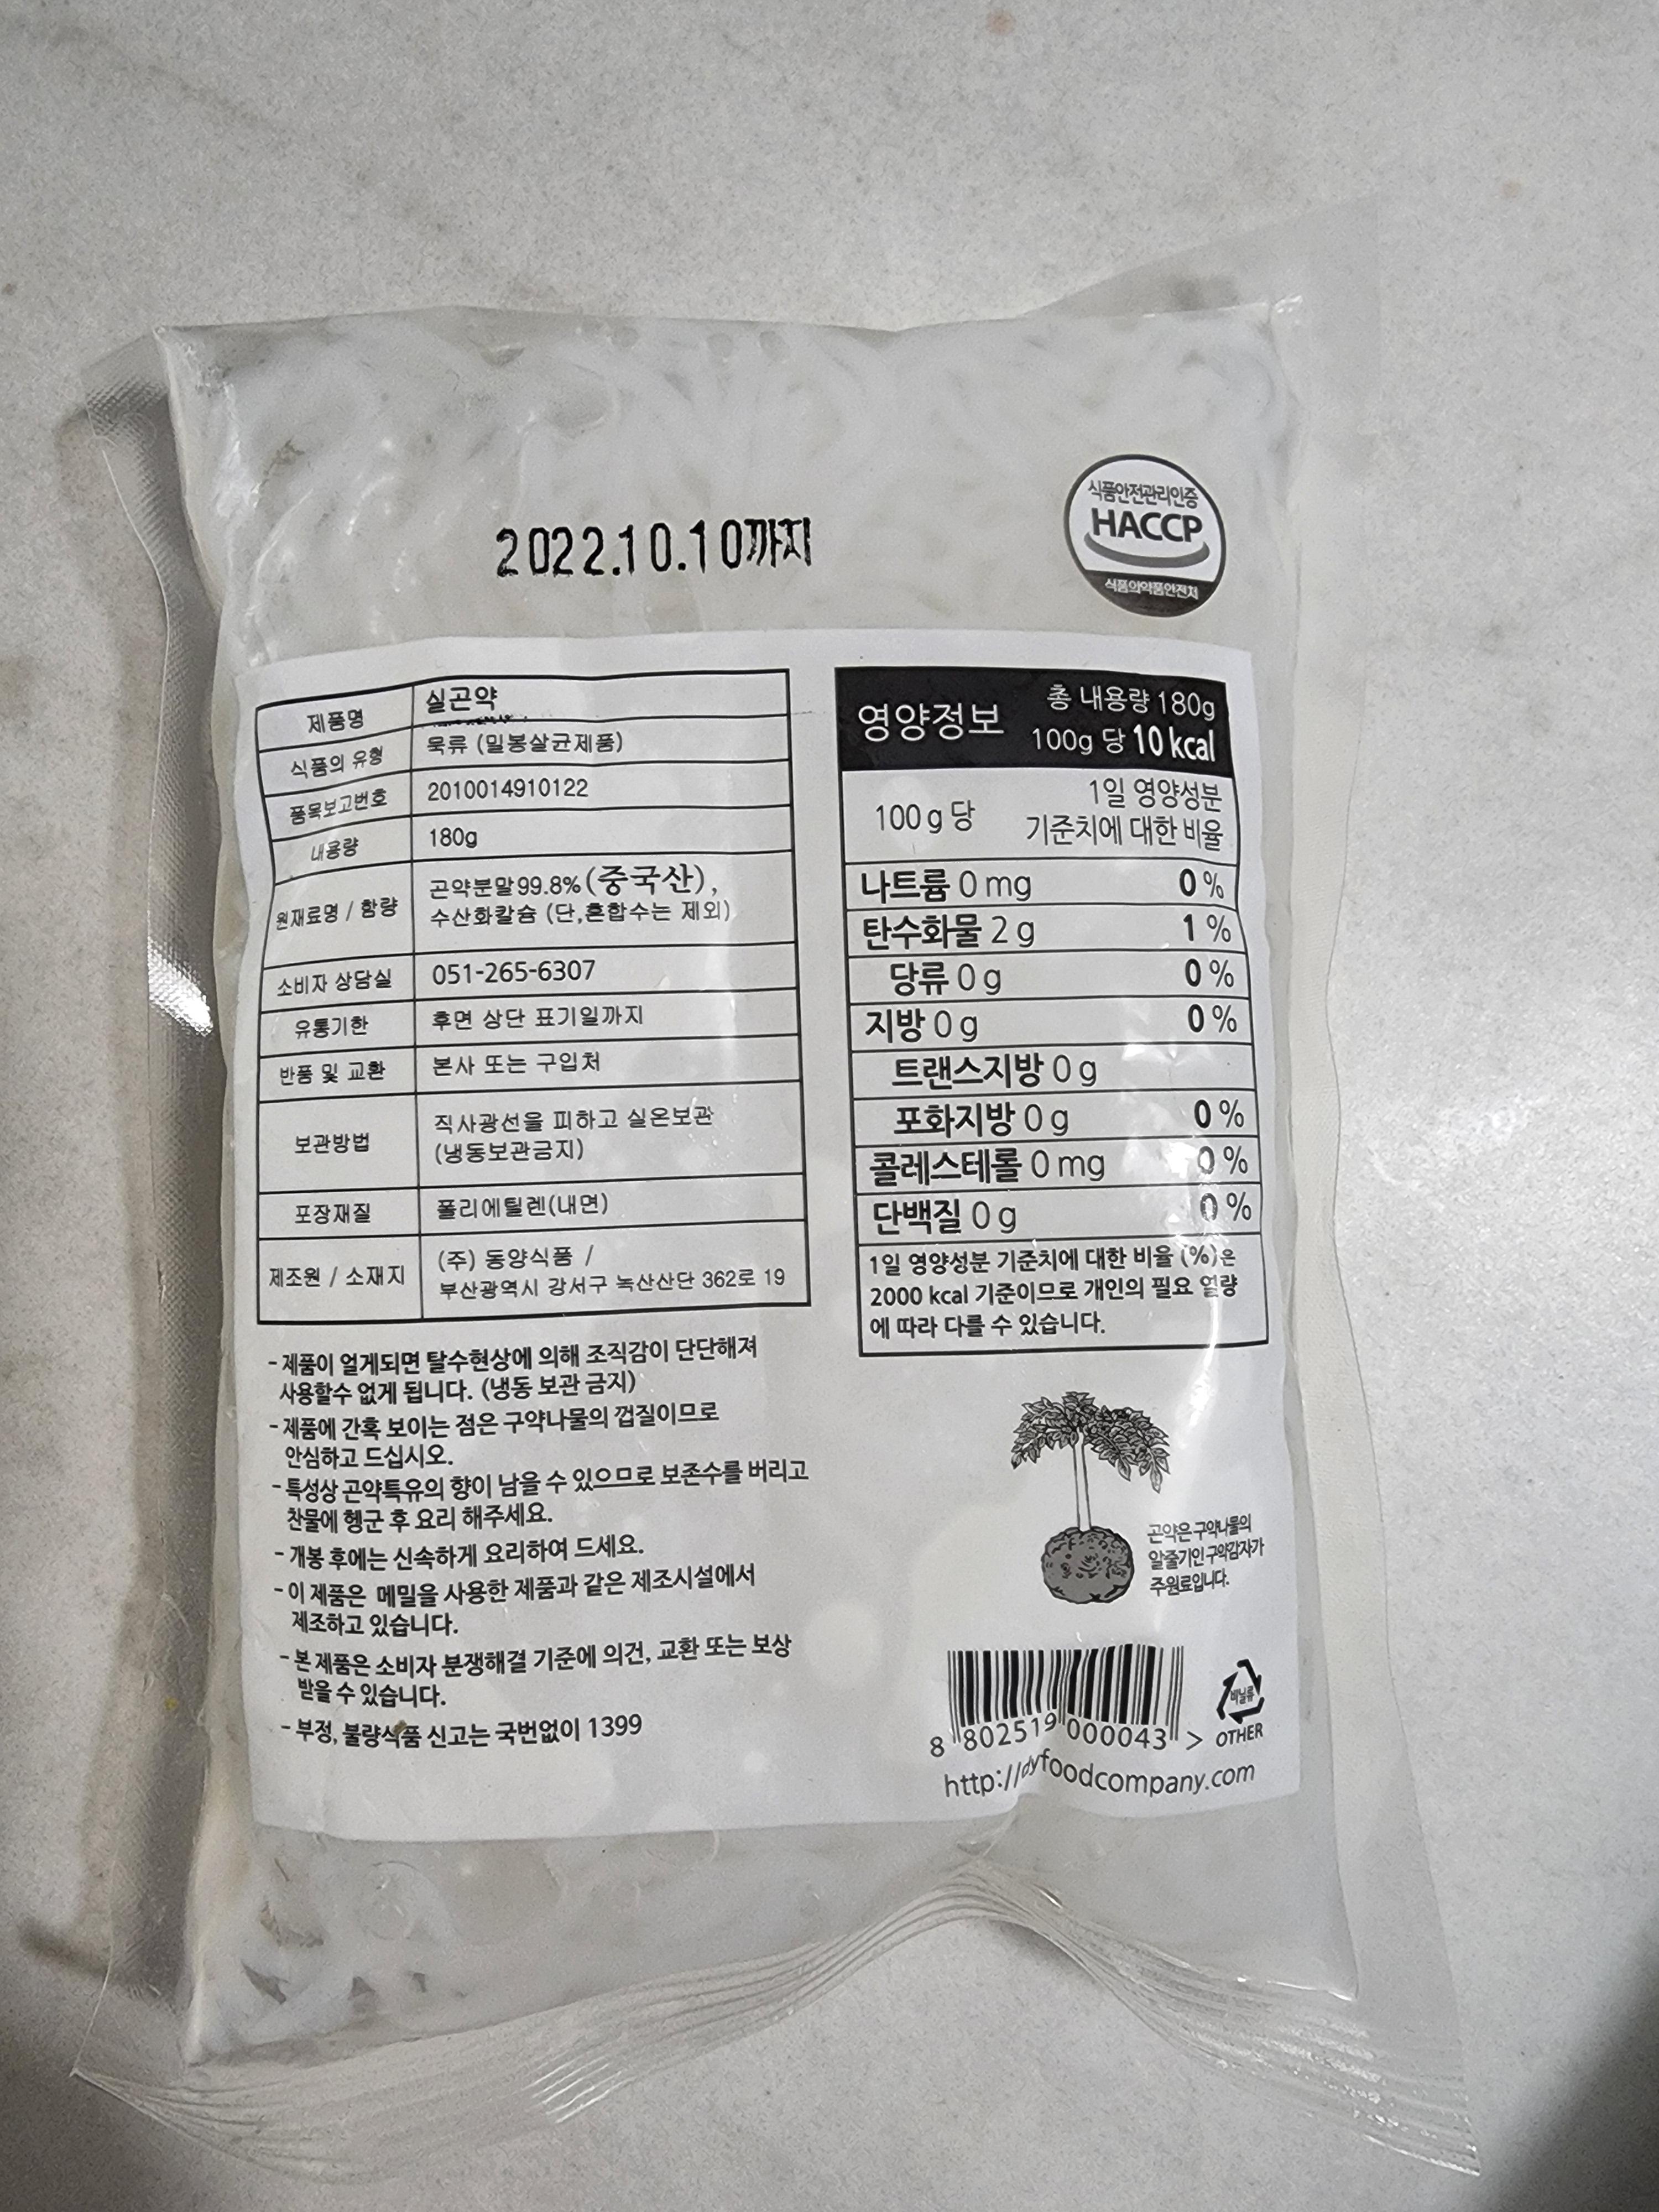 2022.10.10까지
식품안전관리인증
HACCP
식품의약품안전처
제품명 실곤약
식품의 유형 묵류 (밀봉살균제품)
품목보고번호 2010014910122
내용량 180g
원재료명 / 함량 곤약분말99.8%(중국산),
수산화칼슘 (단,혼합수는 제외)
소비자 상담실 051-265-6307
유통기한 후면 상단 표기일까지
반품 및 교환 본사 또는 구입처
보관방법 직사광선을 피하고 실온보관
(냉동보관금지)
포장재질 폴리에틸렌(내면)
제조원 / 소재지 (주) 동양식품 /
부산광역시 강서구 녹산산단 362로 19
- 제품이 얼게되면 탈수현상에 의해 조직감이 단단해져
사용할수 없게 됩니다. (냉동 보관 금지)
- 제품에 간혹 보이는 점은 구약나물의 껍질이므로
안심하고 드십시오.
- 특성상 곤약특유의 향이 남을 수 있으므로 보존수를 버리고
찬물에 헹군 후 요리 해주세요.
- 개봉 후에는 신속하게 요리하여 드세요.
- 이 제품은 메밀을 사용한 제품과 같은 제조시설에서
제조하고 있습니다.
- 본 제품은 소비자 분쟁해결 기준에 의건, 교환 또는 보상
받을 수 있습니다.
- 부정, 불량식품 신고는 국번없이 1399
영양정보 총 내용량 180g
100g 당 10 kcal
100 g 당 1일 영양성분
기준치에 대한 비율
나트륨 0 mg 0 %
탄수화물 2 g 1 %
당류 0 g 0 %
지방 0 g 0 %
트랜스지방 0 g
포화지방 0 g 0 %
콜레스테롤 0 mg 0 %
단백질 0 g 0 %
1일 영양성분 기준치에 대한 비율 (%)은
2000 kcal 기준이므로 개인의 필요 열량
에 따라 다를 수 있습니다.
곤약은 구약나물의
알줄기인 구약감자가
주원료입니다.
8 802519 000043 >
비닐류
OTHER
http://dyfoodcompany.com